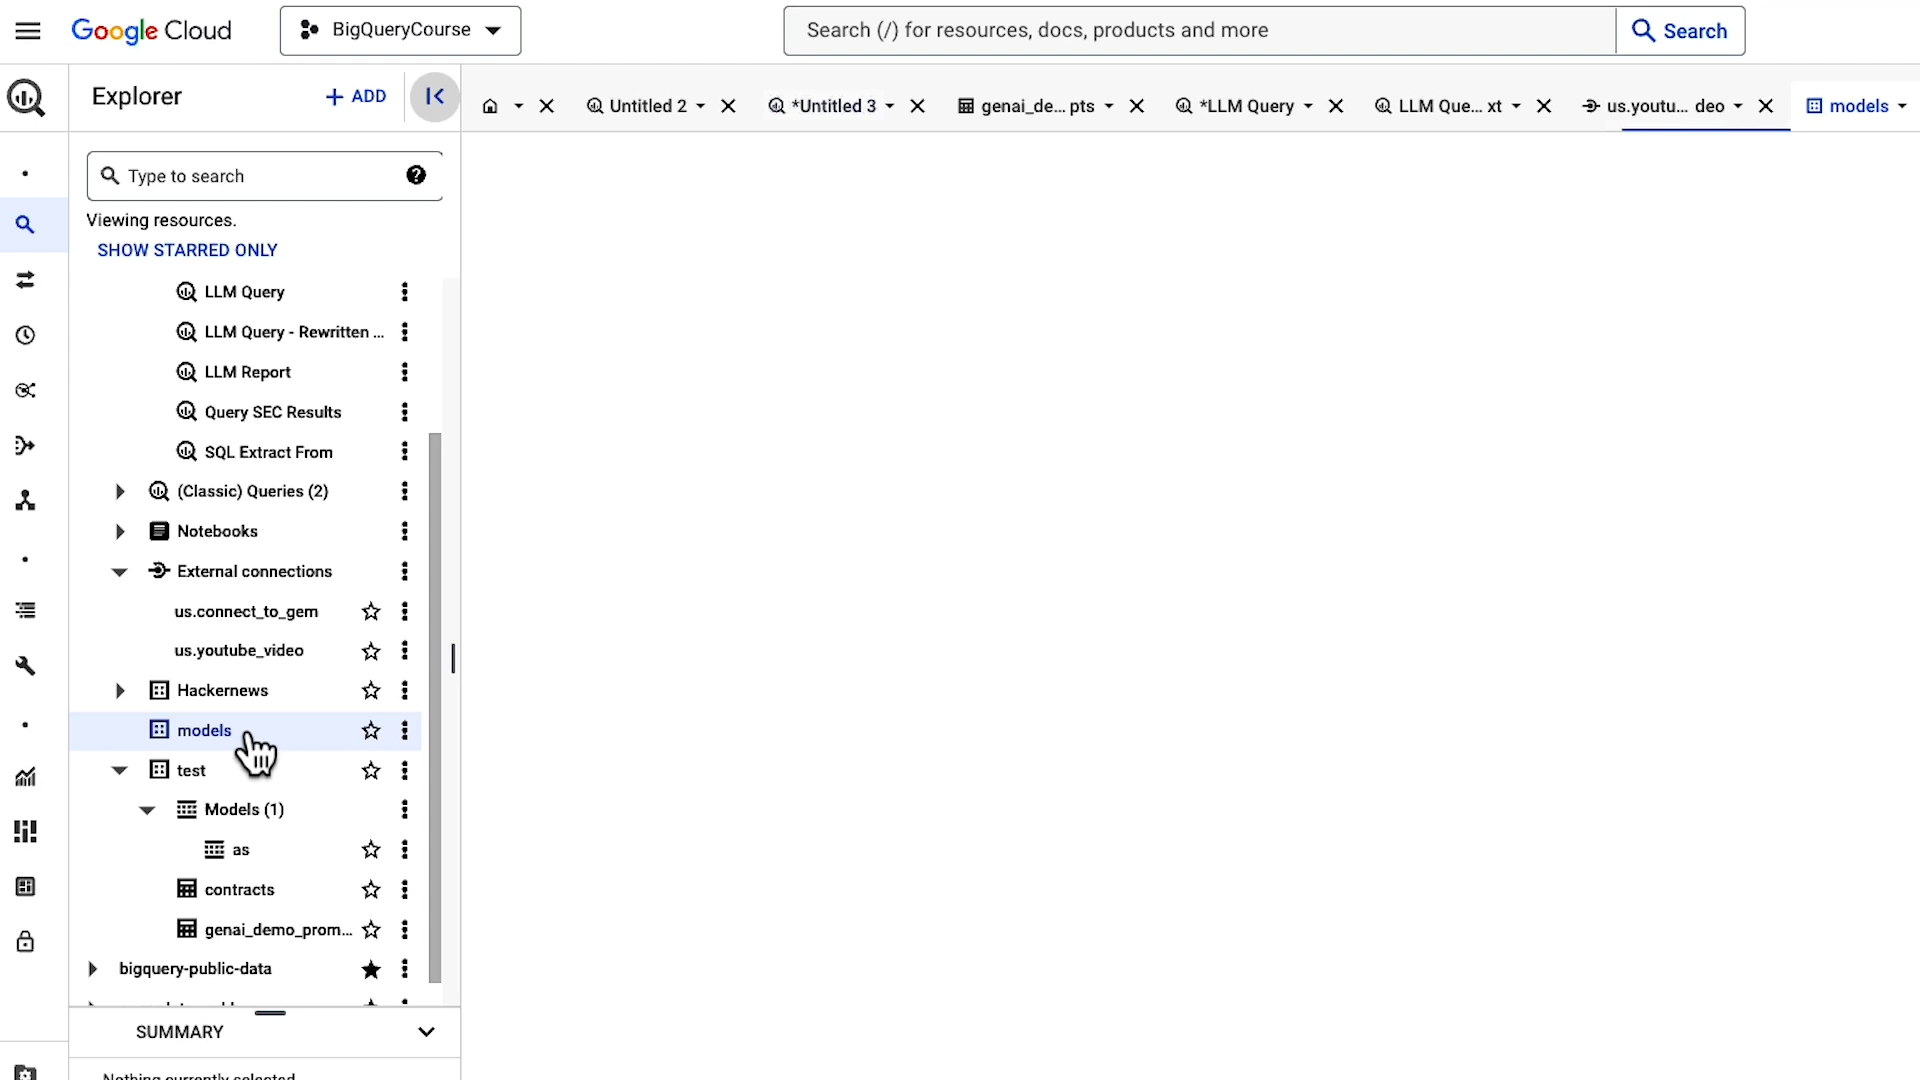 Google Cloud
BigQueryCourse
Search (/) for resources, docs, products and more
Search
Explorer
+ ADD
Untitled 2
*Untitled 3
genai_de... pts
*LLM Query
LLM Que... xt
us.youtu... deo
models
Type to search
Viewing resources.
SHOW STARRED ONLY
LLM Query
LLM Query - Rewritten ...
LLM Report
Query SEC Results
SQL Extract From
(Classic) Queries (2)
Notebooks
External connections
us.connect_to_gem
us.youtube_video
Hackernews
models
test
Models (1)
as
contracts
genai_demo_prom...
bigquery-public-data
SUMMARY
Nothing currently selected